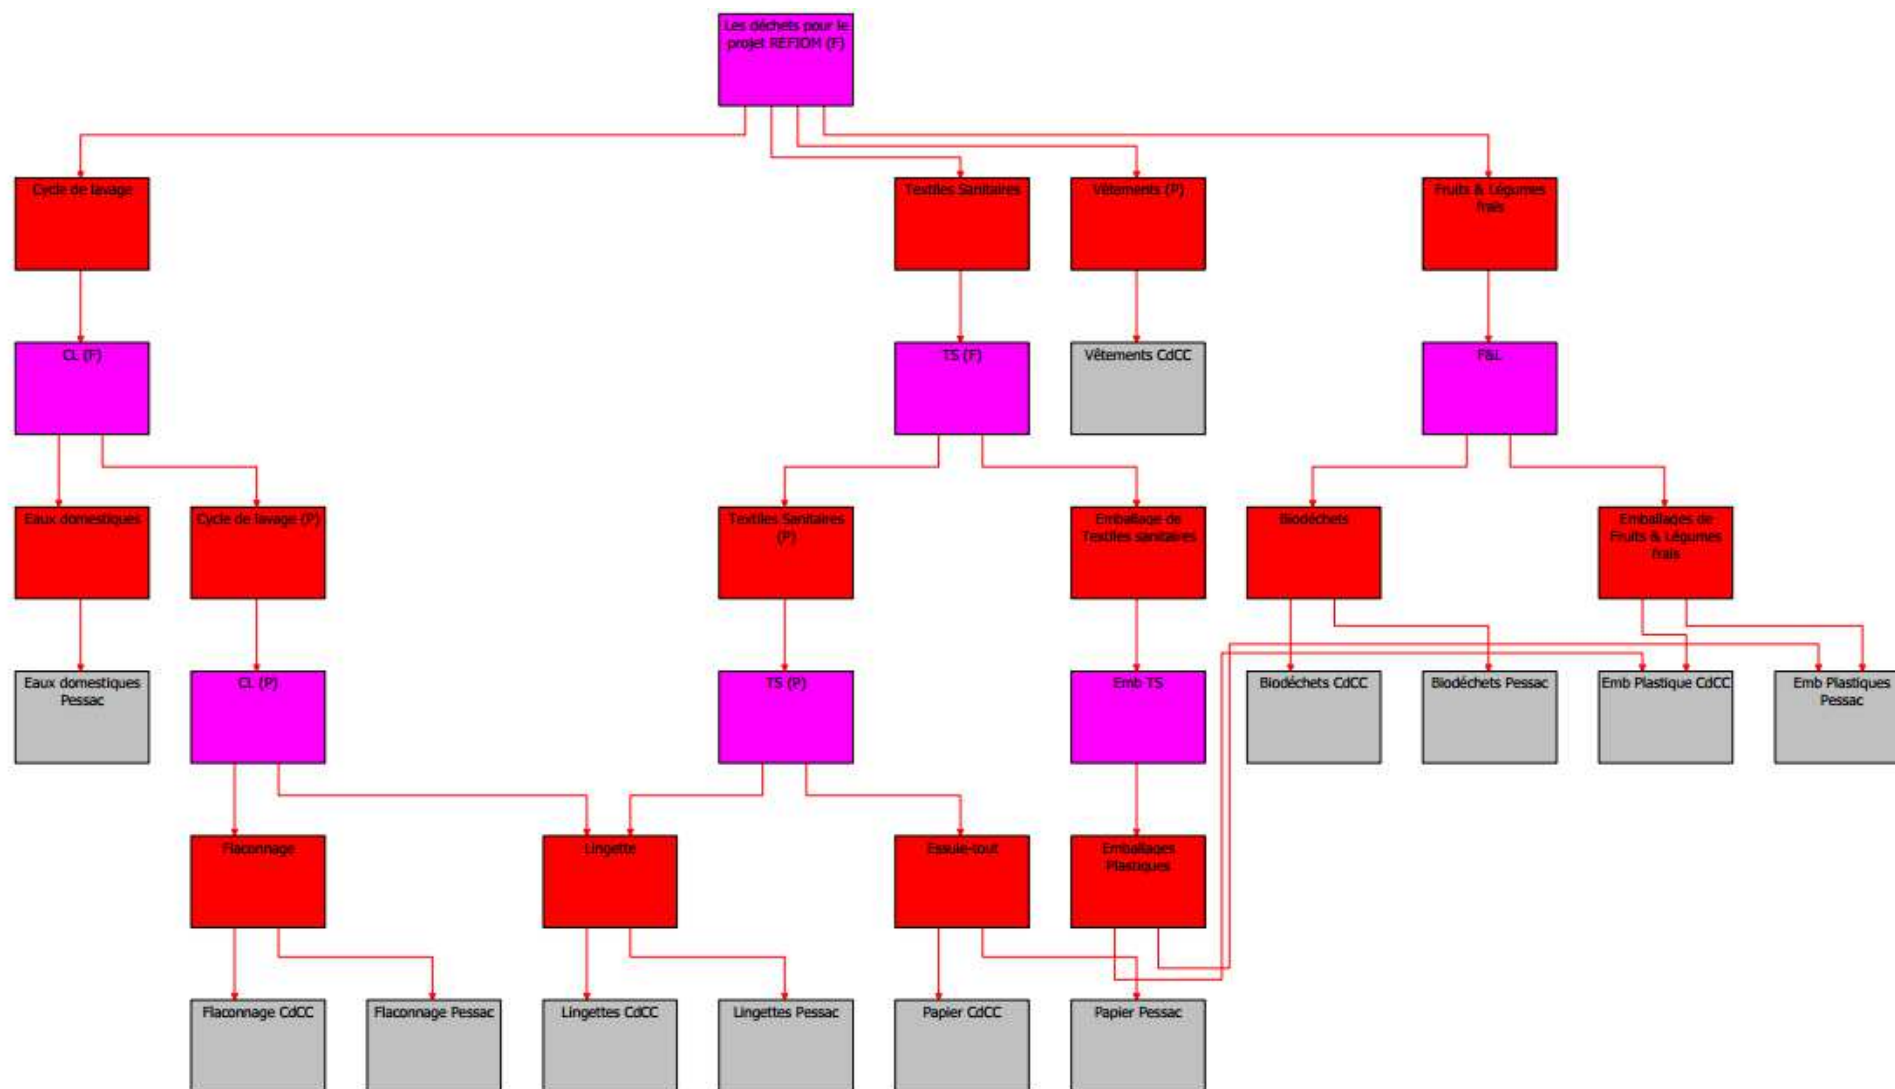 Les déchets pour le
projet REFIOM (F)
Cycle de lavage
Textiles Sanitaires
Vêtements (P)
Fruits & Légumes
frais
CL (F)
TS (F)
Vêtements CdCC
F&L
Eaux domestiques
Cycle de lavage (P)
Textiles Sanitaires
(P)
Emballage de
Textiles sanitaires
Biodéchets
Emballages de
Fruits & Légumes
frais
Eaux domestiques
Pessac
CL (P)
TS (P)
Emb TS
Biodéchets CdCC
Biodéchets Pessac
Emb Plastique CdCC
Emb Plastiques
Pessac
Flaconnage
Lingette
Essuie-tout
Emballages
Plastiques
Flaconnage CdCC
Flaconnage Pessac
Lingettes CdCC
Lingettes Pessac
Papier CdCC
Papier Pessac